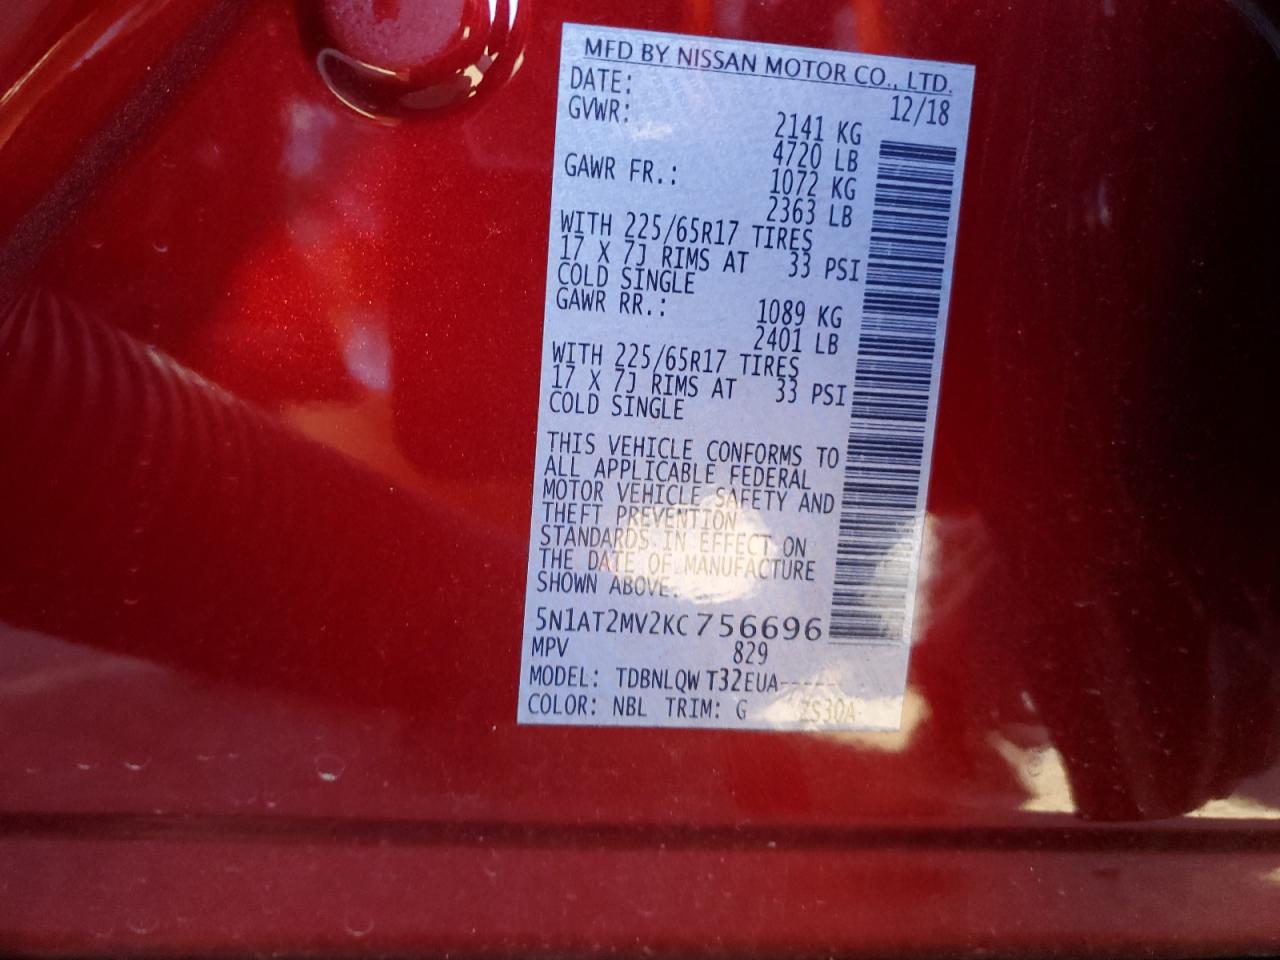 MFD BY NISSAN MOTOR CO., LTD.
DATE: 12/18
GVWR: 2141 KG
4720 LB
GAWR FR.: 1072 KG
2363 LB
WITH 225/65R17 TIRES
17 X 7J RIMS AT 33 PSI
COLD SINGLE
GAWR RR.: 1089 KG
2401 LB
WITH 225/65R17 TIRES
17 X 7J RIMS AT 33 PSI
COLD SINGLE
THIS VEHICLE CONFORMS TO
ALL APPLICABLE FEDERAL
MOTOR VEHICLE SAFETY AND
THEFT PREVENTION
STANDARDS IN EFFECT ON
THE DATE OF MANUFACTURE
SHOWN ABOVE.
5N1AT2MV2KC756696
MPV 829
MODEL: TDBNLQW T32EUA-----
COLOR: NBL TRIM: G ZS30A-